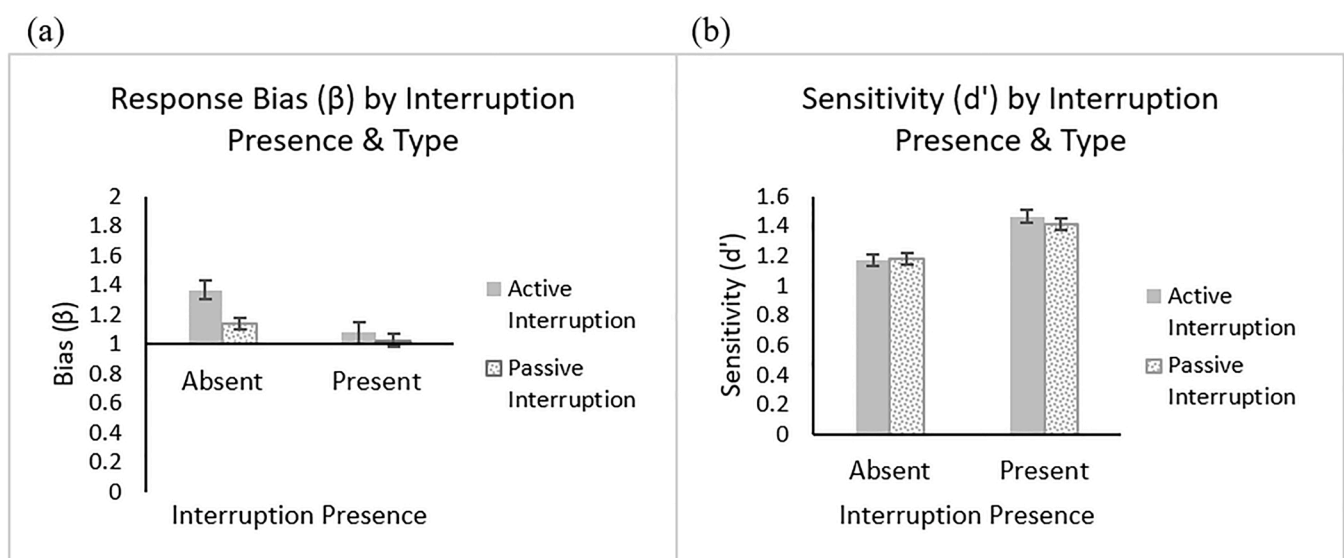 (a)
Response Bias (β) by Interruption
Presence & Type
2
1.8
1.6
1.4
1.2
1
0.8
0.6
0.4
0.2
0
Bias (β)
Absent
Present
Interruption Presence
Active
Interruption
Passive
Interruption
(b)
Sensitivity (d') by Interruption
Presence & Type
1.6
1.4
1.2
1
0.8
0.6
0.4
0.2
0
Sensitivity (d')
Absent
Present
Interruption Presence
Active
Interruption
Passive
Interruption